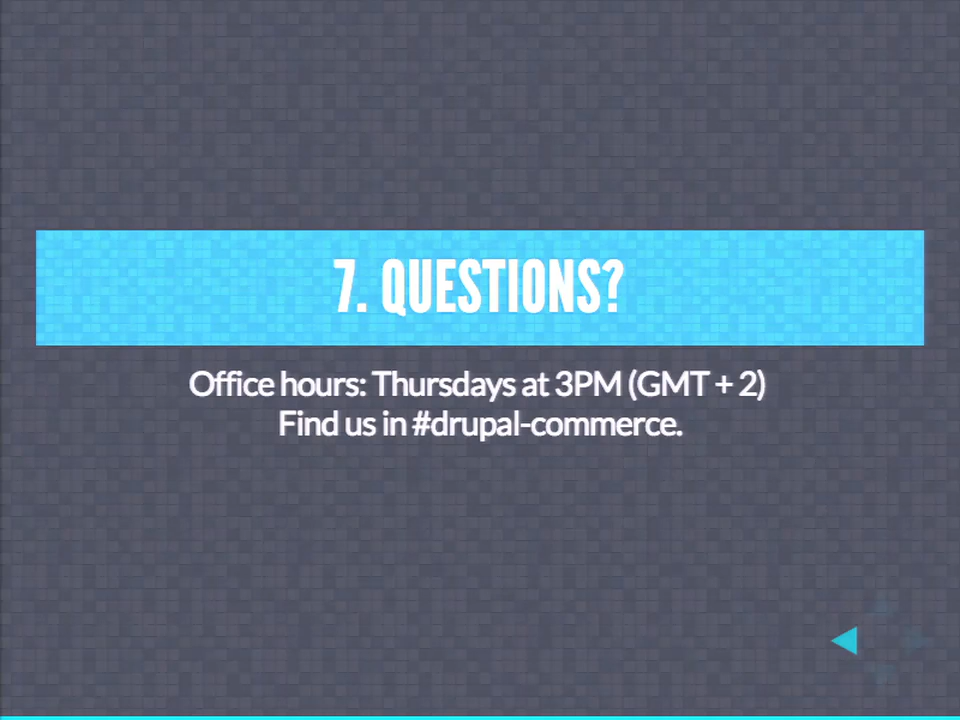 7. QUESTIONS?
Office hours: Thursdays at 3PM (GMT + 2)
Find us in #drupal-commerce.